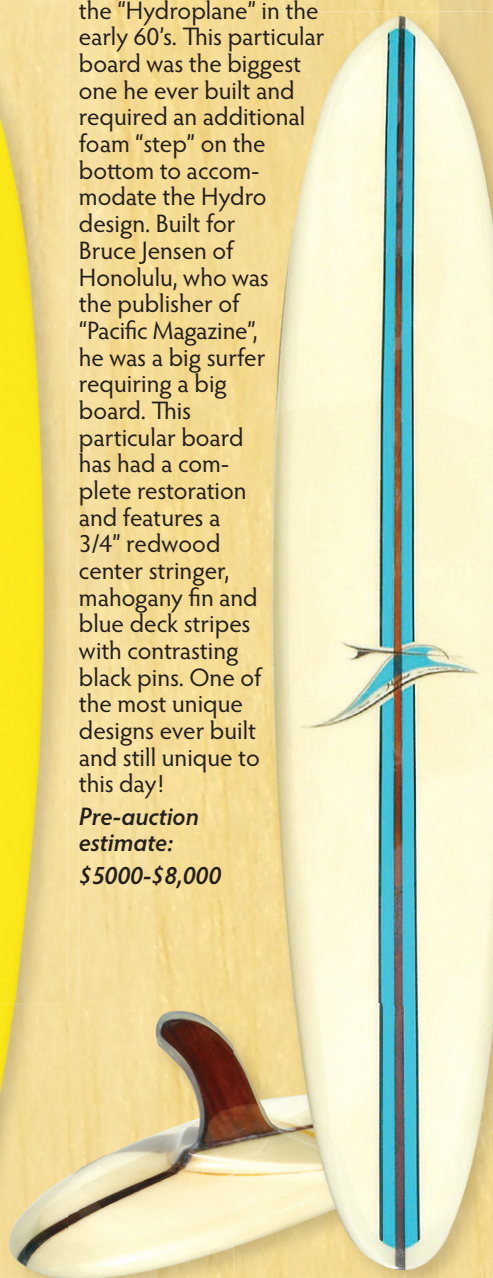 the “Hydroplane” in the
early 60’s. This particular
board was the biggest
one he ever built and
required an additional
foam “step” on the
bottom to accom-
modate the Hydro
design. Built for
Bruce Jensen of
Honolulu, who was
the publisher of
“Pacific Magazine”,
he was a big surfer
requiring a big
board. This
particular board
has had a com-
plete restoration
and features a
3/4” redwood
center stringer,
mahogany fin and
blue deck stripes
with contrasting
black pins. One of
the most unique
designs ever built
and still unique to
this day!
Pre-auction
estimate:
$5000-$8,000